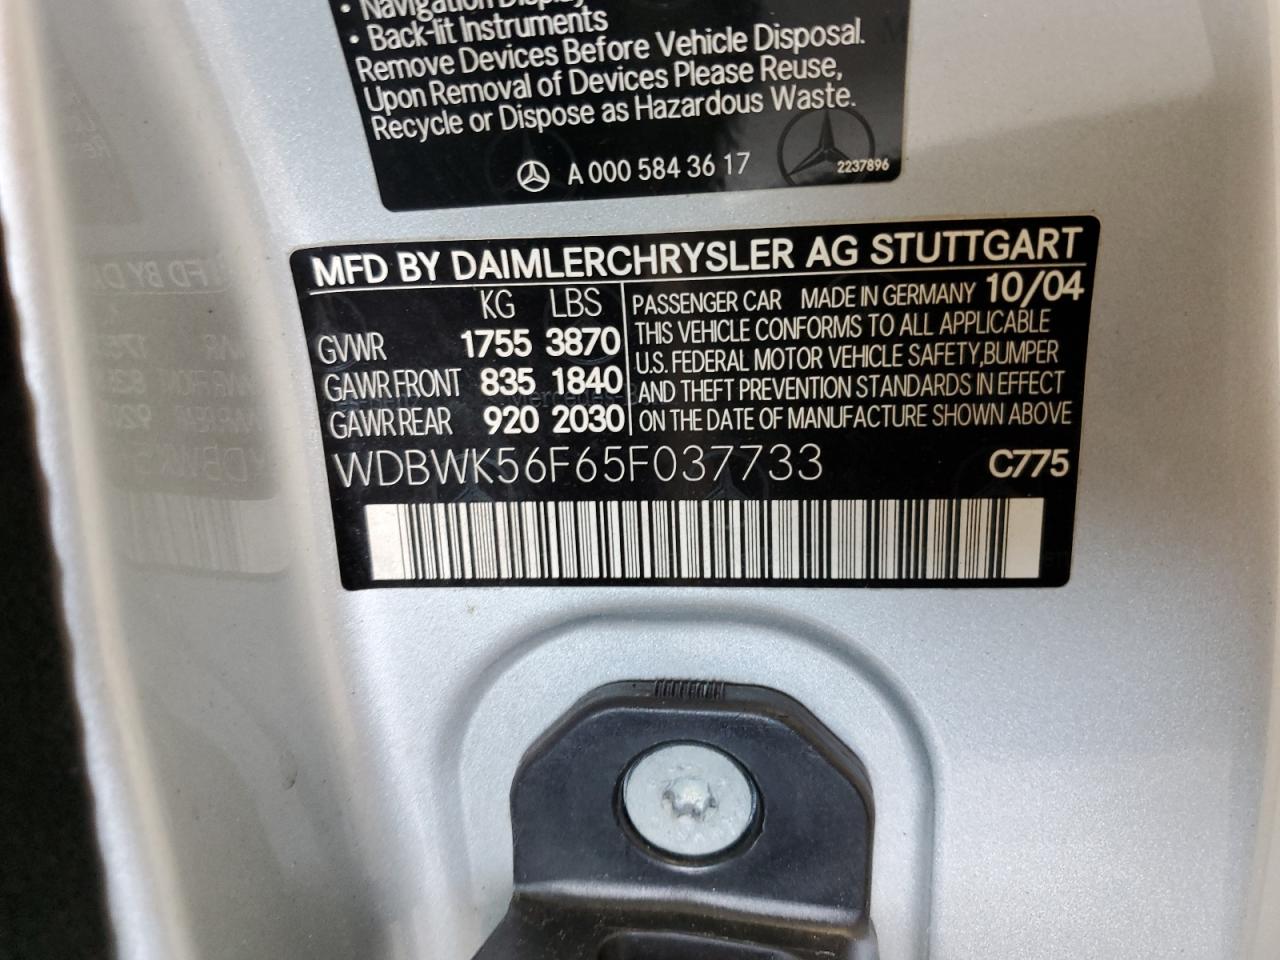 • Navigation Display
• Back-lit Instruments
Remove Devices Before Vehicle Disposal.
Upon Removal of Devices Please Reuse,
Recycle or Dispose as Hazardous Waste.
A 000 584 36 17
2237896
MFD BY DAIMLERCHRYSLER AG STUTTGART
KG LBS
GVWR 1755 3870
GAWR FRONT 835 1840
GAWR REAR 920 2030
PASSENGER CAR MADE IN GERMANY 10/04
THIS VEHICLE CONFORMS TO ALL APPLICABLE
U.S. FEDERAL MOTOR VEHICLE SAFETY,BUMPER
AND THEFT PREVENTION STANDARDS IN EFFECT
ON THE DATE OF MANUFACTURE SHOWN ABOVE
WDBWK56F65F037733 C775